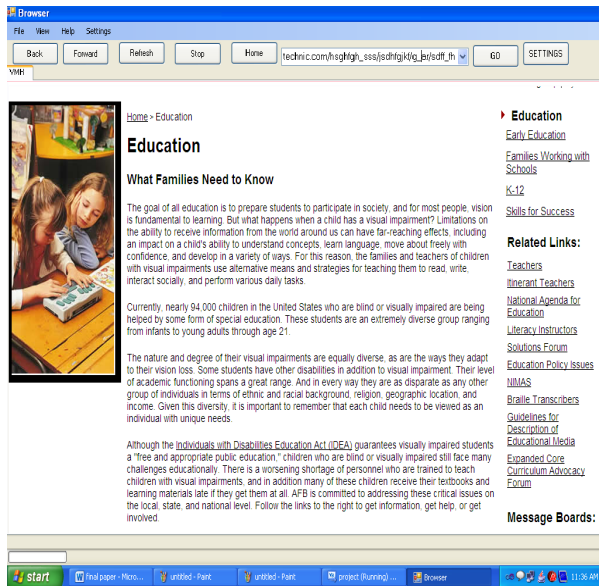 Browser
File View Help Settings
Back Forward Refresh Stop Home technic.com/hsghfgh_sss/jsdhfgjkf/g_jar/sdff_fh GO SETTINGS
VMH
Home > Education
Education
What Families Need to Know
The goal of all education is to prepare students to participate in society, and for most people, vision
is fundamental to learning. But what happens when a child has a visual impairment? Limitations on
the ability to receive information from the world around us can have far-reaching effects, including
an impact on a child's ability to understand concepts, learn language, move about freely with
confidence, and develop in a variety of ways. For this reason, the families and teachers of children
with visual impairments use alternative means and strategies for teaching them to read, write,
interact socially, and perform various daily tasks.
Currently, nearly 94,000 children in the United States who are blind or visually impaired are being
helped by some form of special education. These students are an extremely diverse group ranging
from infants to young adults through age 21.
The nature and degree of their visual impairments are equally diverse, as are the ways they adapt
to their vision loss. Some students have other disabilities in addition to visual impairment. Their level
of academic functioning spans a great range. And in every way they are as disparate as any other
group of individuals in terms of ethnic and racial background, religion, geographic location, and
income. Given this diversity, it is important to remember that each child needs to be viewed as an
individual with unique needs.
Although the Individuals with Disabilities Education Act (IDEA) guarantees visually impaired students
a "free and appropriate public education," children who are blind or visually impaired still face many
challenges educationally. There is a worsening shortage of personnel who are trained to teach
children with visual impairments, and in addition many of these children receive their textbooks and
learning materials late if they get them at all. AFB is committed to addressing these critical issues on
the local, state, and national level. Follow the links to the right to get information, get help, or get
involved.
Education
Early Education
Families Working with
Schools
K-12
Skills for Success
Related Links:
Teachers
Itinerant Teachers
National Agenda for
Education
Literacy Instructors
Solutions Forum
Education Policy Issues
NIMAS
Braille Transcribers
Guidelines for
Description of
Educational Media
Expanded Core
Curriculum Advocacy
Forum
Message Boards:
start final paper - Micro... untitled - Paint untitled - Paint project (Running) ... Browser 11:36 AM